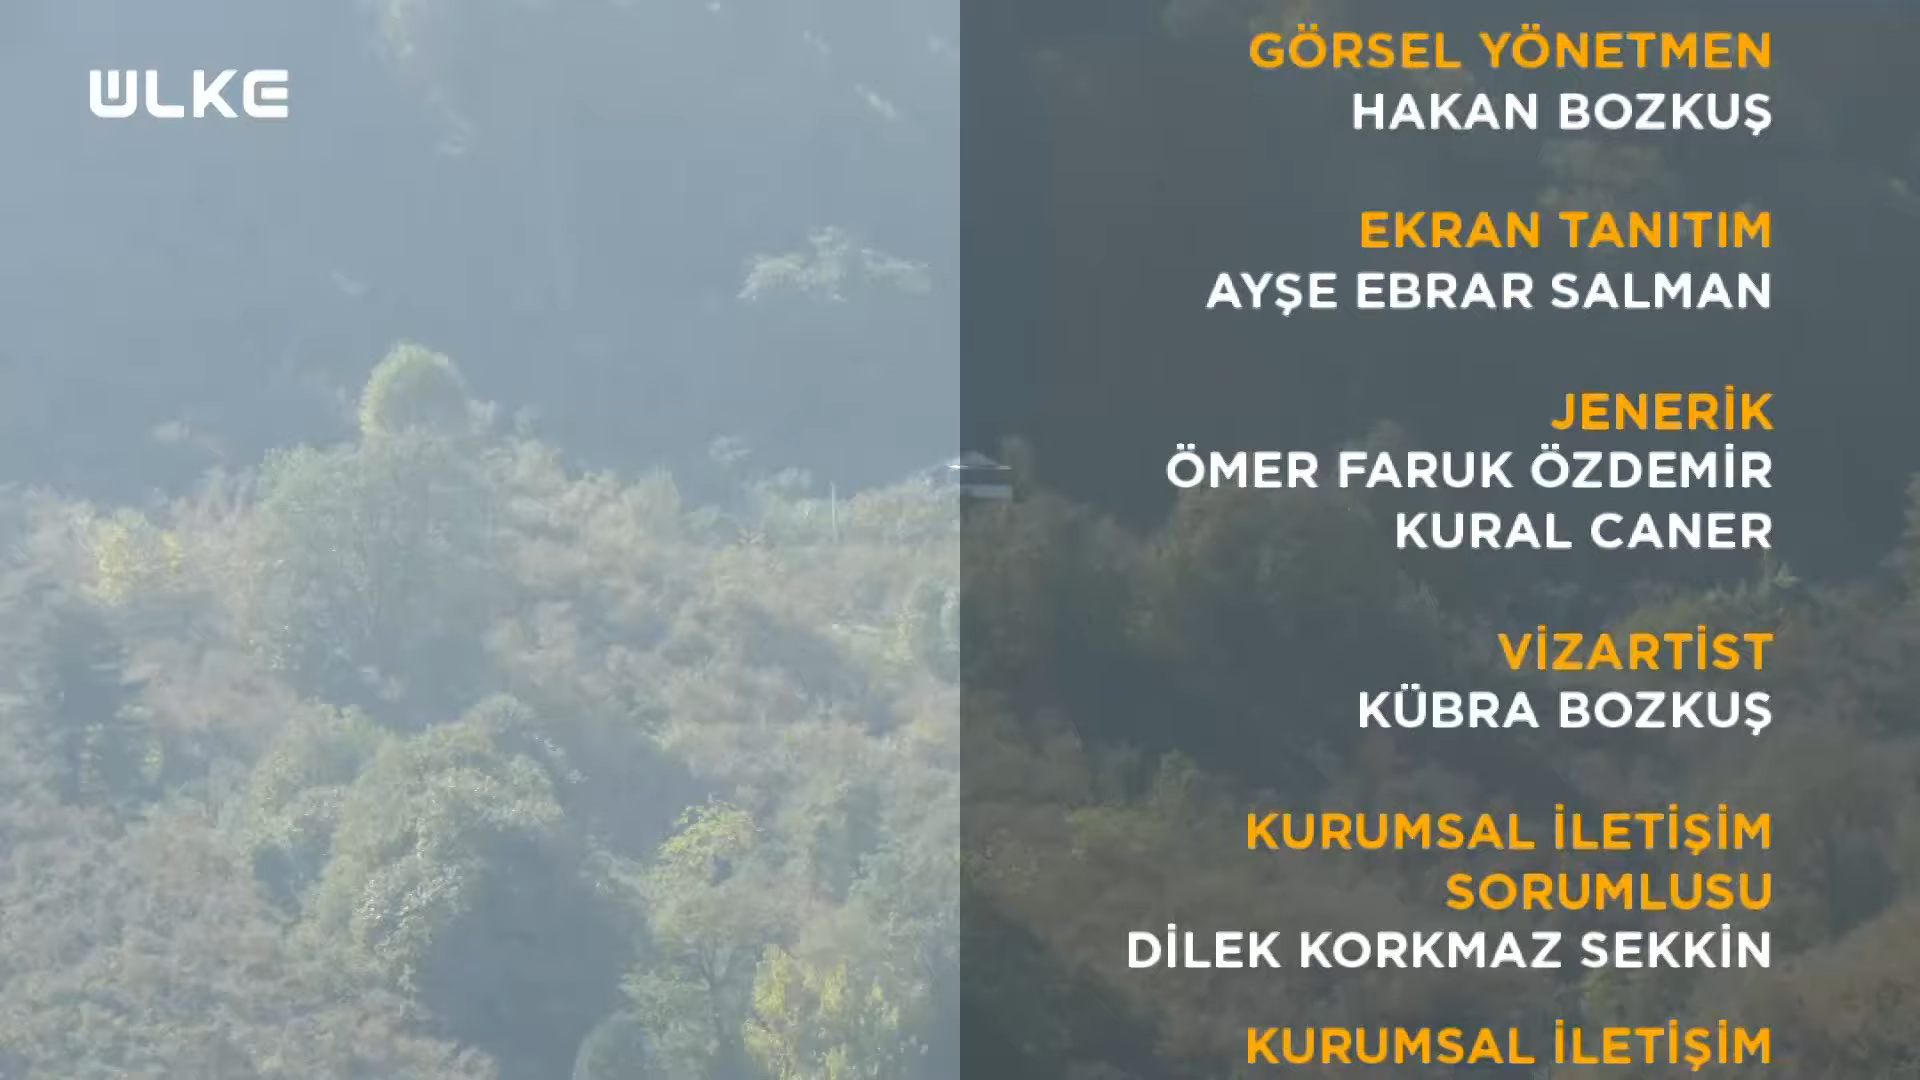 ÜLKE
GÖRSEL YÖNETMEN
HAKAN BOZKUŞ
EKRAN TANITIM
AYŞE EBRAR SALMAN
JENERİK
ÖMER FARUK ÖZDEMİR
KURAL CANER
VİZARTİST
KÜBRA BOZKUŞ
KURUMSAL İLETİŞİM
SORUMLUSU
DİLEK KORKMAZ SEKKİN
KURUMSAL İLETİŞİM